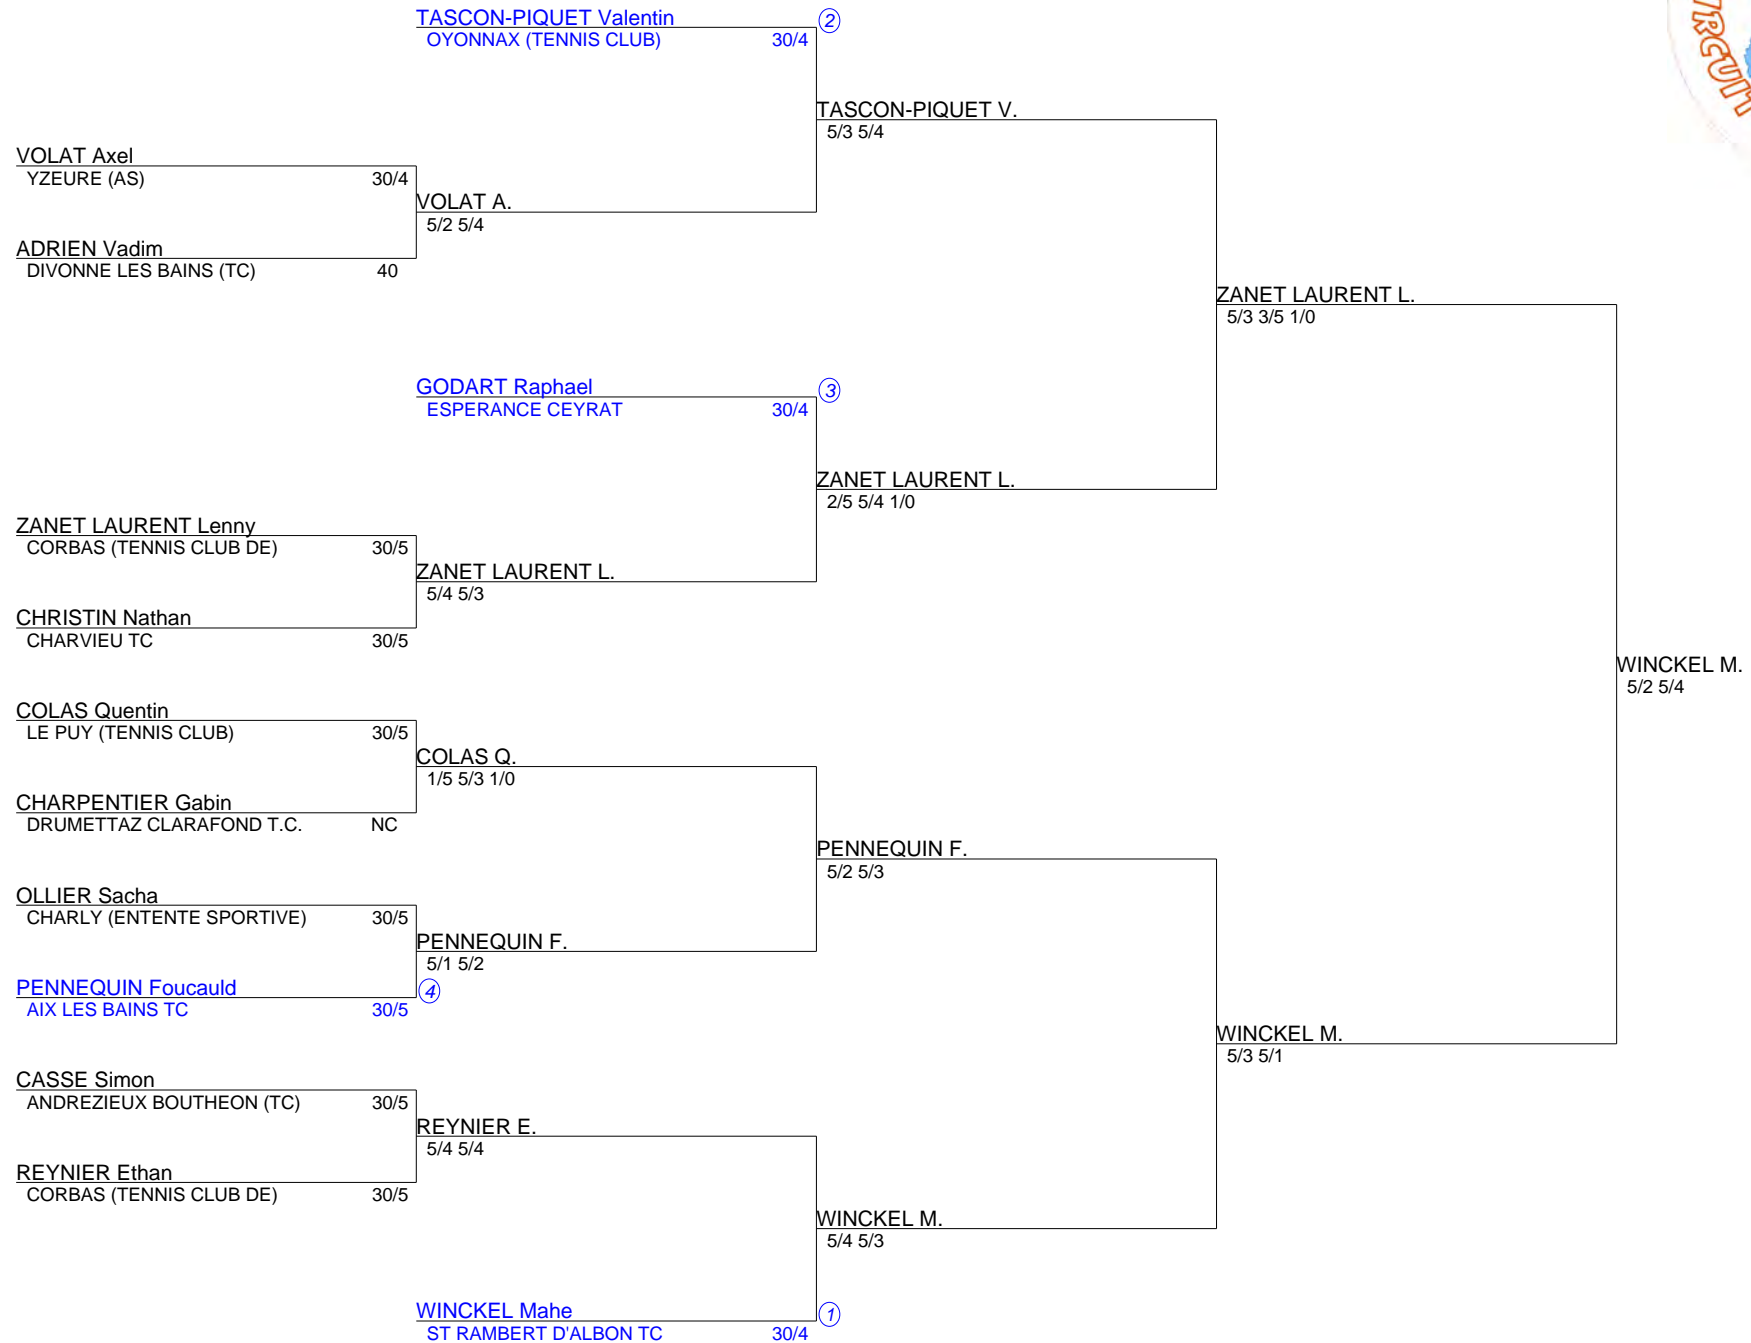 TASCON-PIQUET Valentin 2
OYONNAX (TENNIS CLUB) 30/4
TASCON-PIQUET V.
5/3 5/4
VOLAT Axel
YZEURE (AS) 30/4
VOLAT A.
5/2 5/4
ADRIEN Vadim
DIVONNE LES BAINS (TC) 40
ZANET LAURENT L.
5/3 3/5 1/0
GODART Raphael 3
ESPERANCE CEYRAT 30/4
ZANET LAURENT L.
2/5 5/4 1/0
ZANET LAURENT Lenny
CORBAS (TENNIS CLUB DE) 30/5
ZANET LAURENT L.
5/4 5/3
CHRISTIN Nathan
CHARVIEU TC 30/5
WINCKEL M.
5/2 5/4
COLAS Quentin
LE PUY (TENNIS CLUB) 30/5
COLAS Q.
1/5 5/3 1/0
CHARPENTIER Gabin
DRUMETTAZ CLARAFOND T.C. NC
PENNEQUIN F.
5/2 5/3
OLLIER Sacha
CHARLY (ENTENTE SPORTIVE) 30/5
PENNEQUIN F.
5/1 5/2
PENNEQUIN Foucauld 4
AIX LES BAINS TC 30/5
WINCKEL M.
5/3 5/1
CASSE Simon
ANDREZIEUX BOUTHEON (TC) 30/5
REYNIER E.
5/4 5/4
REYNIER Ethan
CORBAS (TENNIS CLUB DE) 30/5
WINCKEL M.
5/4 5/3
WINCKEL Mahe 1
ST RAMBERT D'ALBON TC 30/4